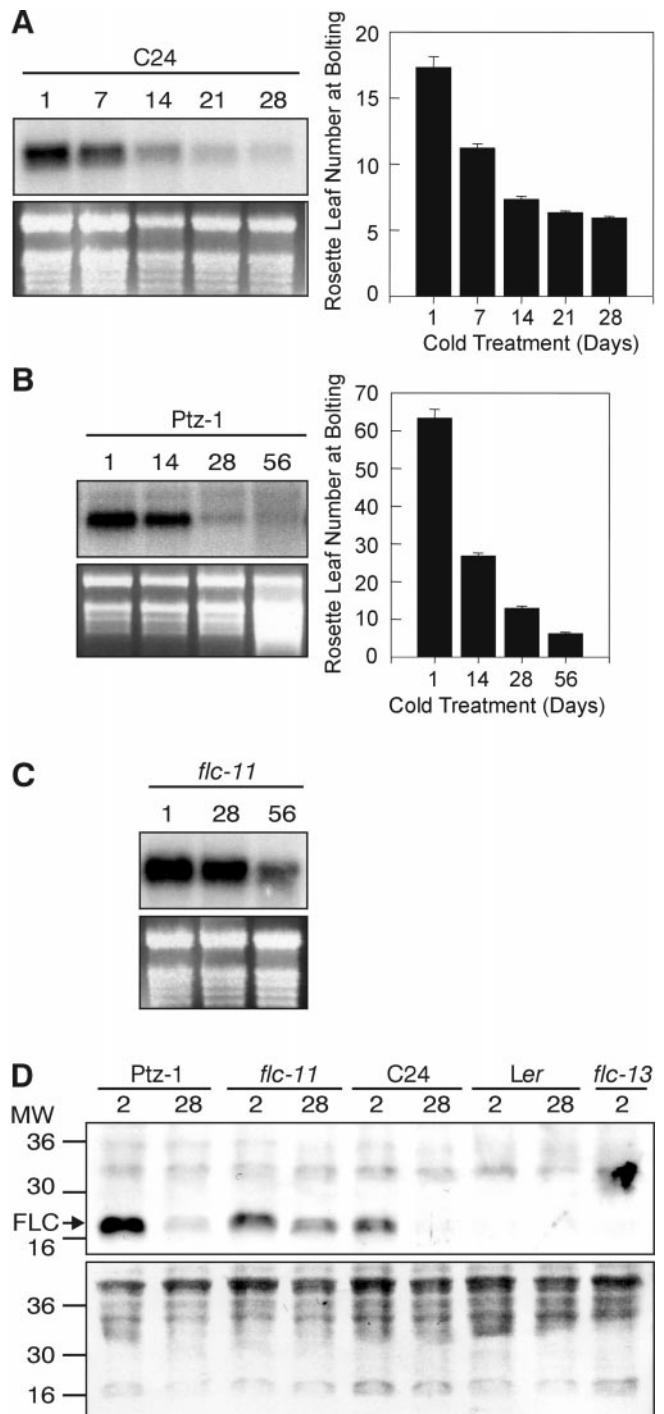 A
C24
1 7 14 21 28
Rosette Leaf Number at Bolting
20
15
10
5
0
1 7 14 21 28
Cold Treatment (Days)
B
Ptz-1
1 14 28 56
Rosette Leaf Number at Bolting
70
60
50
40
30
20
10
0
1 14 28 56
Cold Treatment (Days)
C
flc-11
1 28 56
D
Ptz-1 flc-11 C24 Ler flc-13
MW 2 28 2 28 2 28 2 28 2
36
30
FLC
16
36
30
16